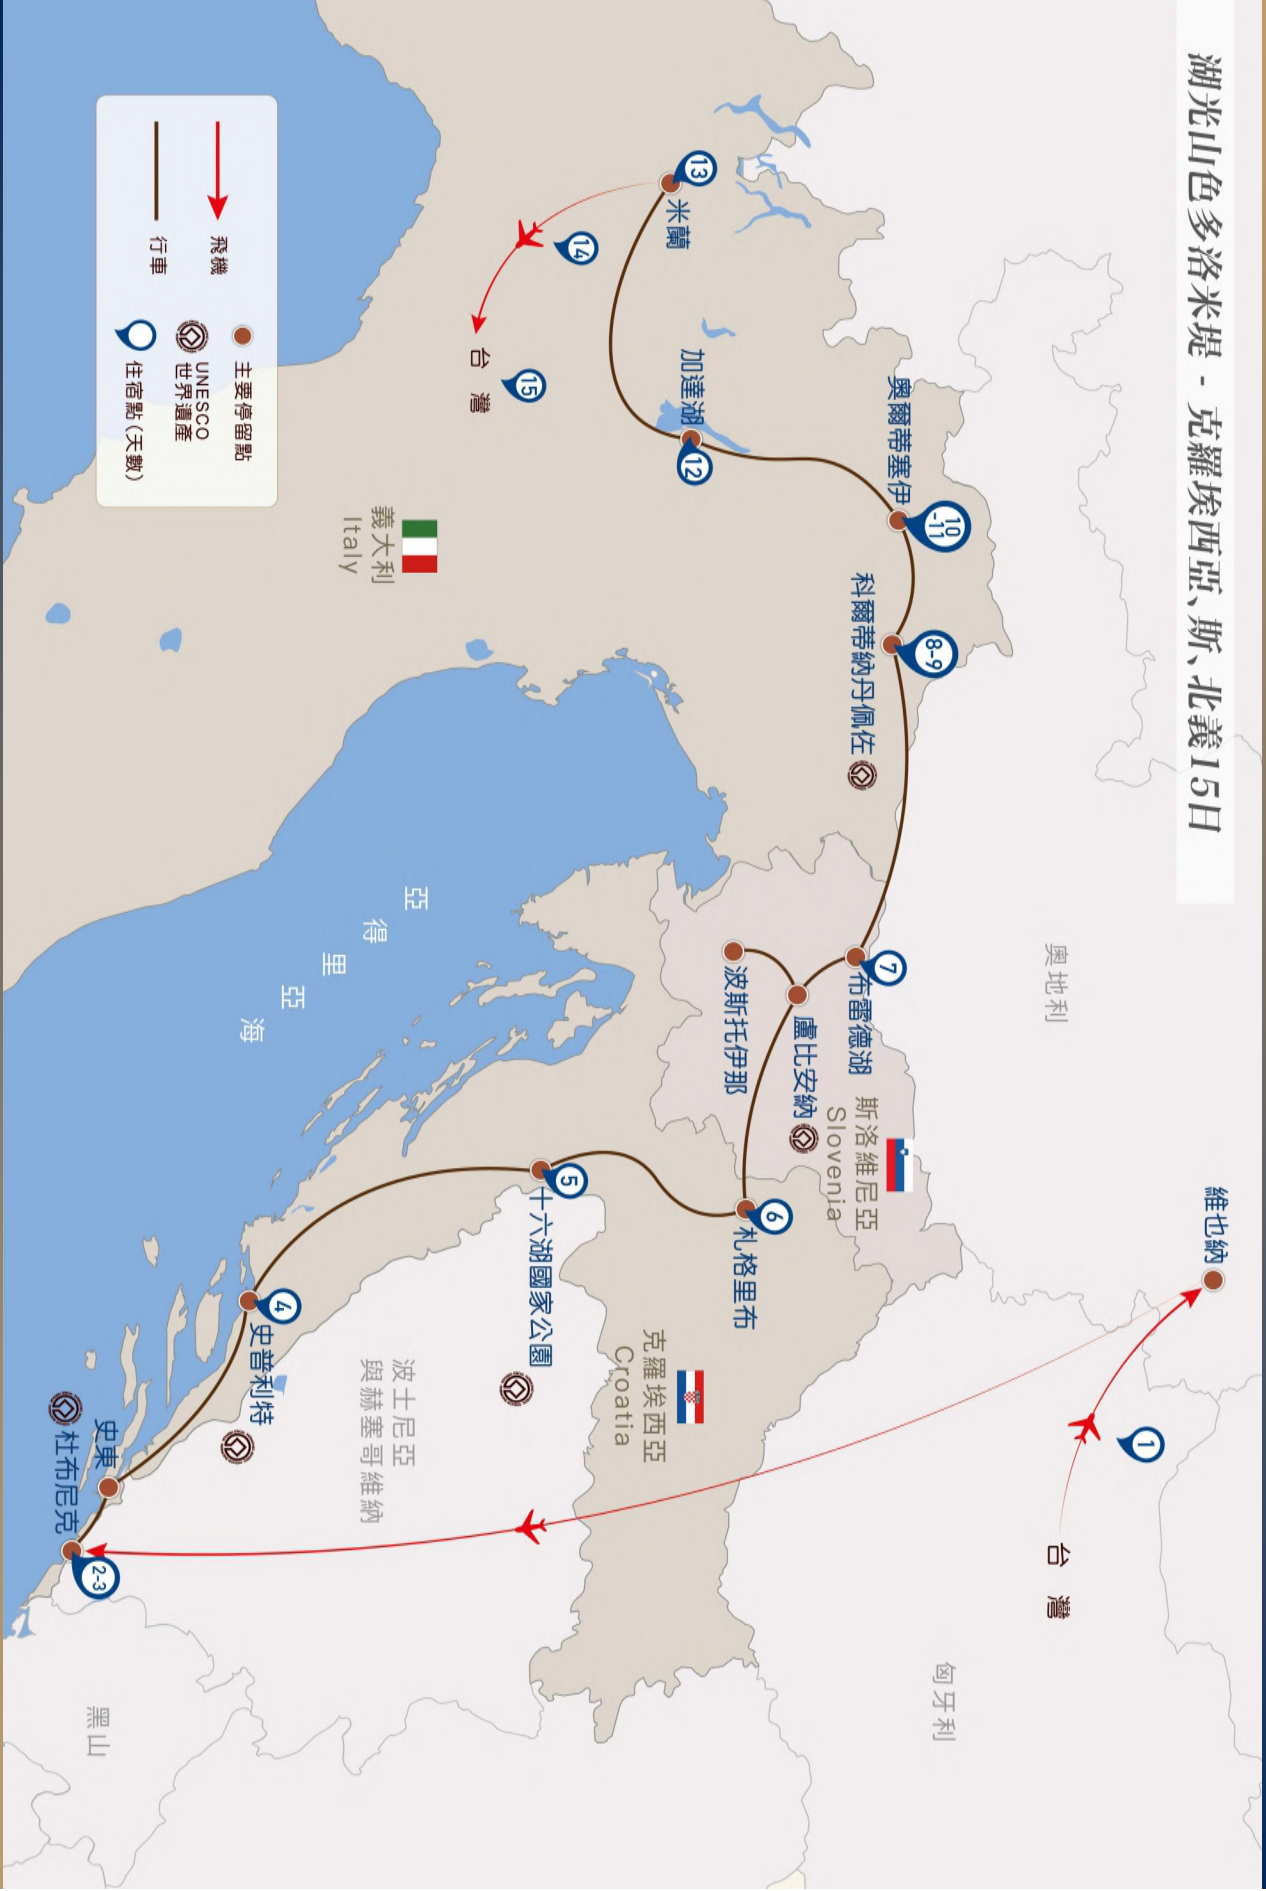 湖光山色多洛米堤 - 克羅埃西亞、斯、北義15日
維也納
1
台灣
奧地利
匈牙利
10
-11
奧爾蒂塞伊
8-9
科爾蒂納丹佩佐
7
布雷德湖
斯洛維尼亞
Slovenia
盧比安納
波斯托伊那
6
札格里布
13
米蘭
加達湖
12
14
台灣
15
克羅埃西亞
Croatia
5
十六湖國家公園
義大利
Italy
亞得里亞海
波士尼亞
與赫塞哥維納
4
史普利特
史東
杜布尼克
2-3
黑山
飛機
行車
主要停留點
UNESCO
世界遺產
住宿點(天數)